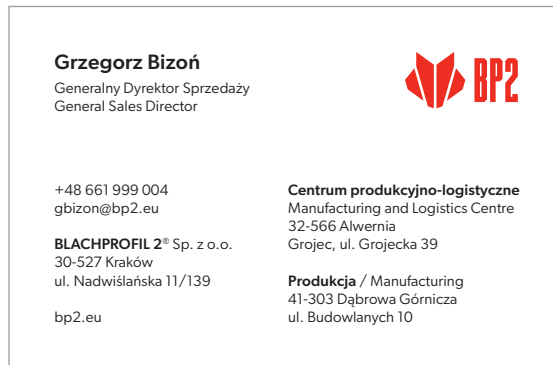 Grzegorz Bizoń
Generalny Dyrektor Sprzedaży
General Sales Director
BP2
+48 661 999 004
gbizon@bp2.eu
BLACHPROFIL 2® Sp. z o.o.
30-527 Kraków
ul. Nadwiślańska 11/139
bp2.eu
Centrum produkcyjno-logistyczne
Manufacturing and Logistics Centre
32-566 Alwernia
Grojec, ul. Grojecka 39
Produkcja / Manufacturing
41-303 Dąbrowa Górnicza
ul. Budowlanych 10